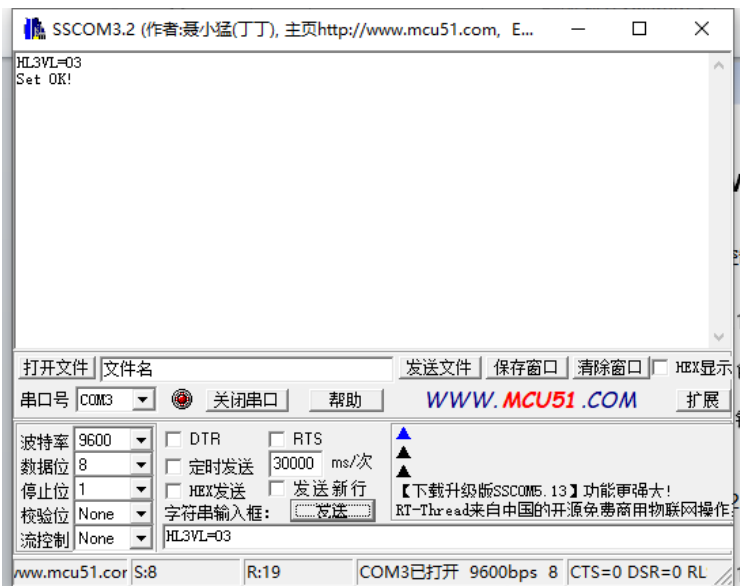 SSCOM3.2 (作者:聂小猛(丁丁), 主页http://www.mcu51.com, E...
HL3VL=03
Set OK!
打开文件 文件名 发送文件 保存窗口 清除窗口 HEX显示
串口号 COM3 关闭串口 帮助 WWW.MCU51.COM 扩展
波特率 9600 DTR RTS
数据位 8 定时发送 30000 ms/次
停止位 1 HEX发送 发送新行 【下载升级版SSCOM5.13】功能更强大!
校验位 None 字符串输入框: 发送 RT-Thread来自中国的开源免费商用物联网操作
流控制 None HL3VL=03
www.mcu51.cor S:8 R:19 COM3已打开 9600bps 8 CTS=0 DSR=0 RL